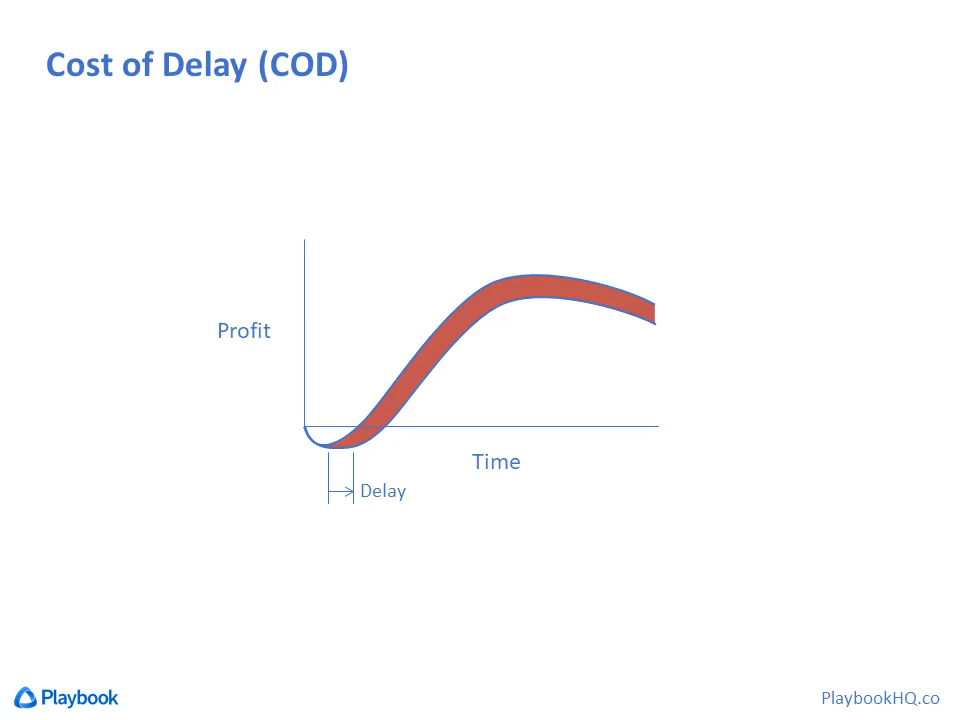 Cost of Delay (COD)
Profit
Time
Delay
Playbook
PlaybookHQ.co